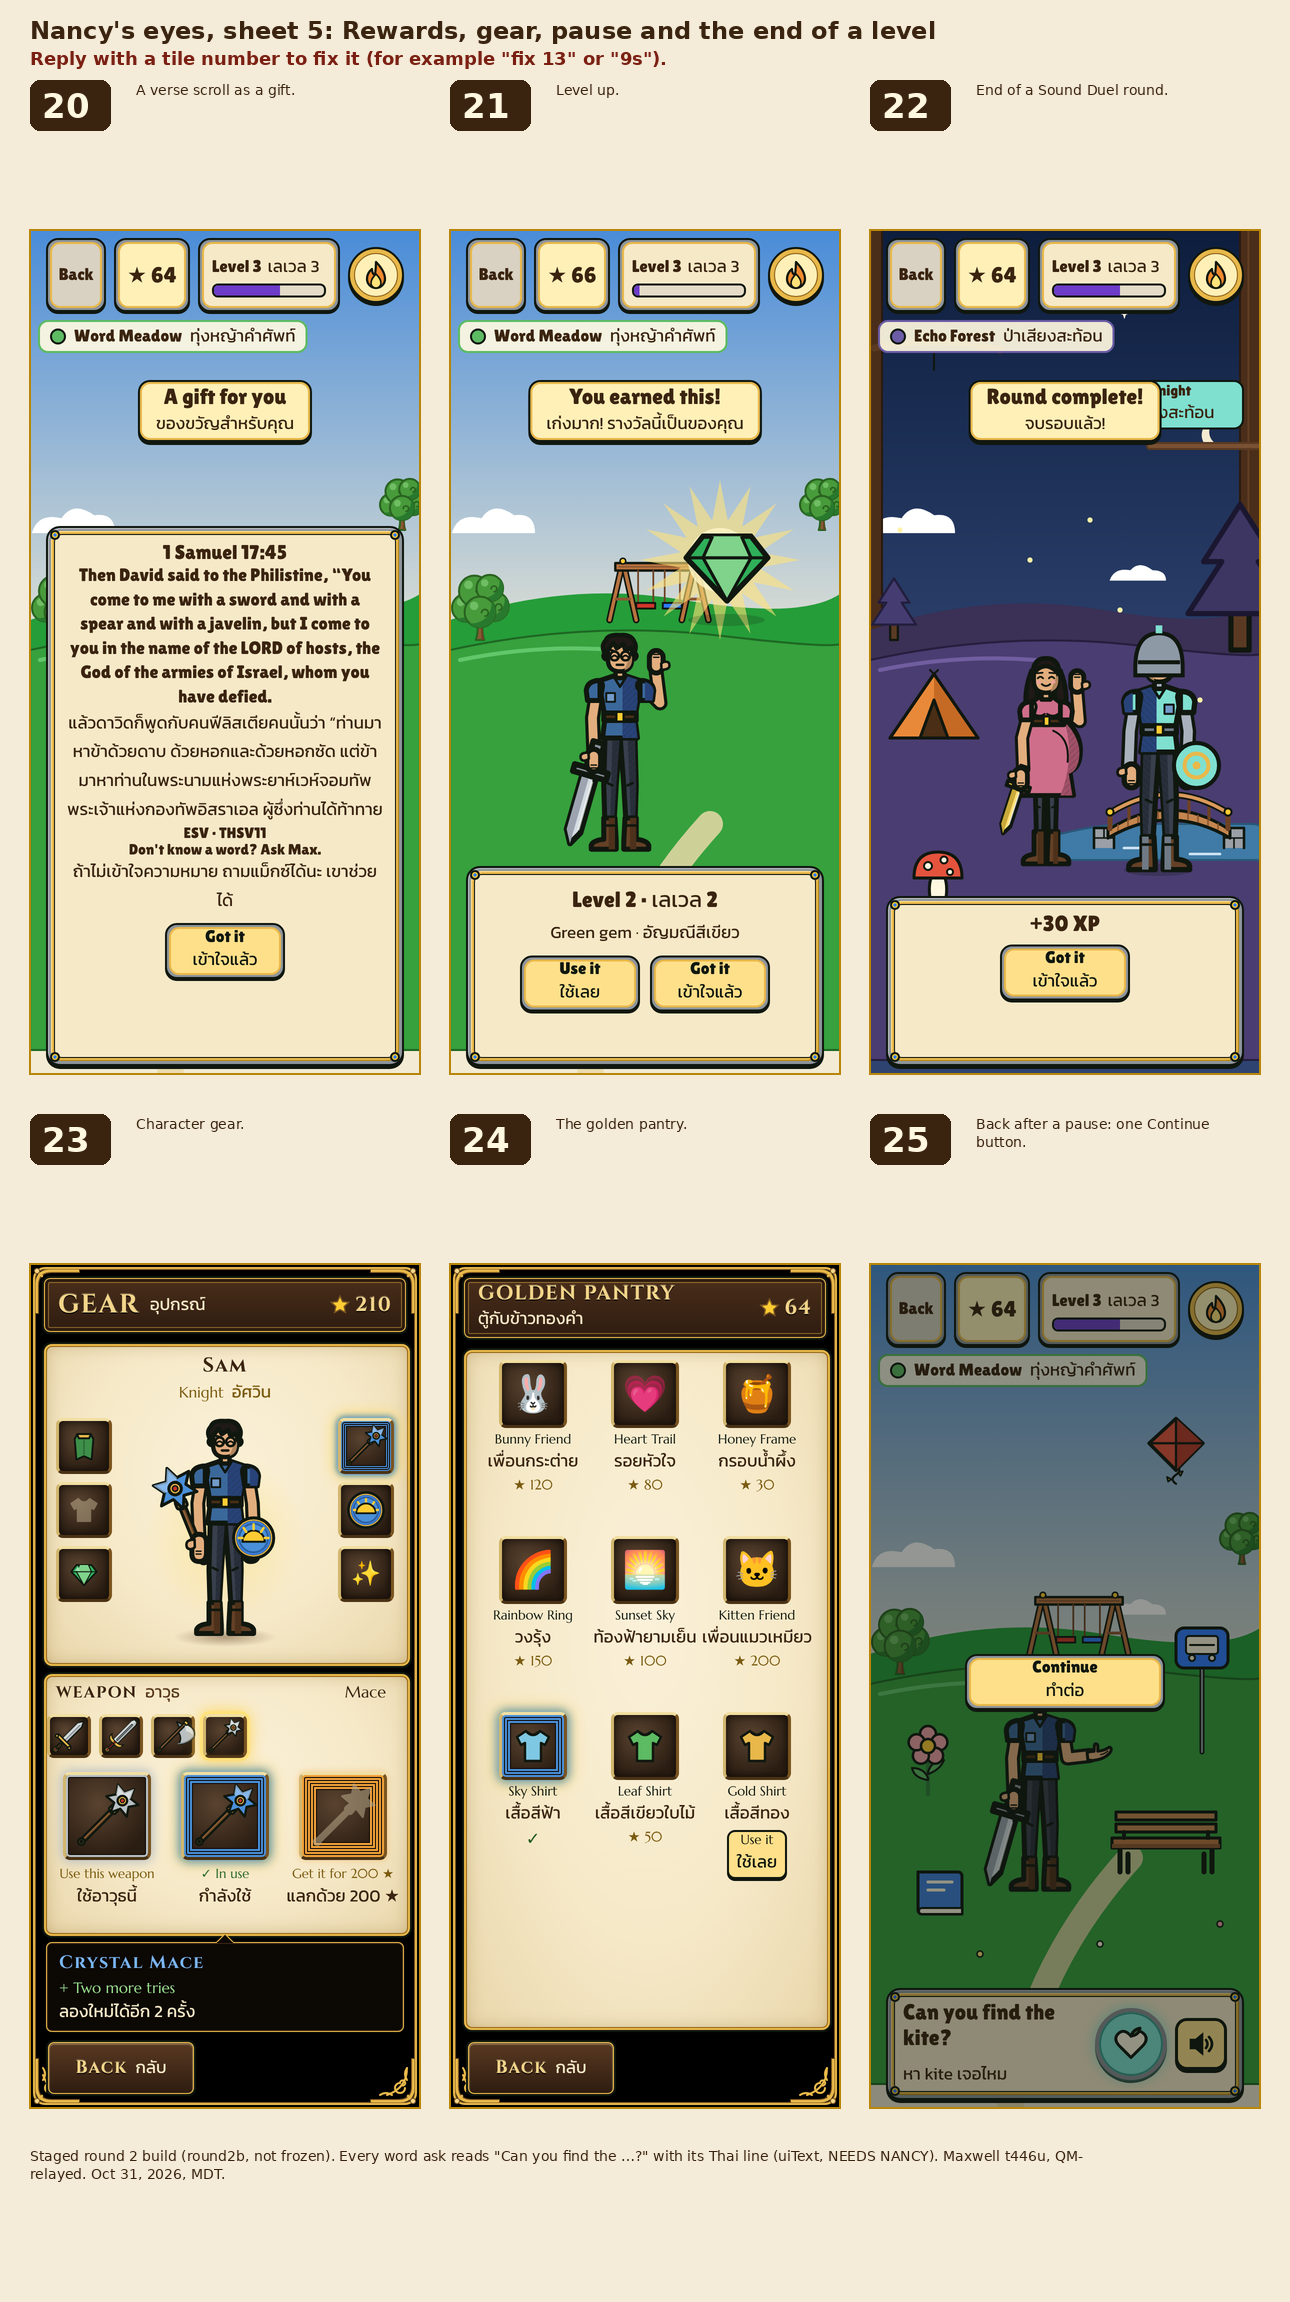 Nancy's eyes, sheet 5: Rewards, gear, pause and the end of a level
Reply with a tile number to fix it (for example "fix 13" or "9s").
20
A verse scroll as a gift.
21
Level up.
22
End of a Sound Duel round.
Back
★ 64
Level 3 เลเวล 3
Word Meadow ทุ่งหญ้าคำศัพท์
A gift for you
ของขวัญสำหรับคุณ
1 Samuel 17:45
Then David said to the Philistine, “You
come to me with a sword and with a
spear and with a javelin, but I come to
you in the name of the LORD of hosts, the
God of the armies of Israel, whom you
have defied.
แล้วดาวิดก็พูดกับคนฟีลิสเตียคนนั้นว่า “ท่านมา
หาข้าด้วยดาบ ด้วยหอกและด้วยหอกซัด แต่ข้า
มาหาท่านในพระนามแห่งพระยาห์เวห์จอมทัพ
พระเจ้าแห่งกองทัพอิสราเอล ผู้ซึ่งท่านได้ท้าทาย
ESV · THSV11
Don't know a word? Ask Max.
ถ้าไม่เข้าใจความหมาย ถามแม็กซ์ได้นะ เขาช่วย
ได้
Got it
เข้าใจแล้ว
Back
★ 66
Level 3 เลเวล 3
Word Meadow ทุ่งหญ้าคำศัพท์
You earned this!
เก่งมาก! รางวัลนี้เป็นของคุณ
Level 2 · เลเวล 2
Green gem · อัญมณีสีเขียว
Use it
ใช้เลย
Got it
เข้าใจแล้ว
Back
★ 64
Level 3 เลเวล 3
Echo Forest ป่าเสียงสะท้อน
Round complete!
จบรอบแล้ว!
night
งสะท้อน
+30 XP
Got it
เข้าใจแล้ว
23
Character gear.
24
The golden pantry.
25
Back after a pause: one Continue
button.
GEAR อุปกรณ์
★ 210
SAM
Knight อัศวิน
WEAPON อาวุธ
Mace
Use this weapon
ใช้อาวุธนี้
✓ In use
กำลังใช้
Get it for 200 ★
แลกด้วย 200 ★
CRYSTAL MACE
+ Two more tries
ลองใหม่ได้อีก 2 ครั้ง
BACK กลับ
GOLDEN PANTRY
ตู้กับข้าวทองคำ
★ 64
Bunny Friend
เพื่อนกระต่าย
★ 120
Heart Trail
รอยหัวใจ
★ 80
Honey Frame
กรอบน้ำผึ้ง
★ 30
Rainbow Ring
วงรุ้ง
★ 150
Sunset Sky
ท้องฟ้ายามเย็น
★ 100
Kitten Friend
เพื่อนแมวเหมียว
★ 200
Sky Shirt
เสื้อสีฟ้า
✓
Leaf Shirt
เสื้อสีเขียวใบไม้
★ 50
Gold Shirt
เสื้อสีทอง
Use it
ใช้เลย
BACK กลับ
Back
★ 64
Level 3 เลเวล 3
Word Meadow ทุ่งหญ้าคำศัพท์
Continue
ทำต่อ
Can you find the
kite?
หา kite เจอไหม
Staged round 2 build (round2b, not frozen). Every word ask reads "Can you find the ...?" with its Thai line (uiText, NEEDS NANCY). Maxwell t446u, QM-
relayed. Oct 31, 2026, MDT.